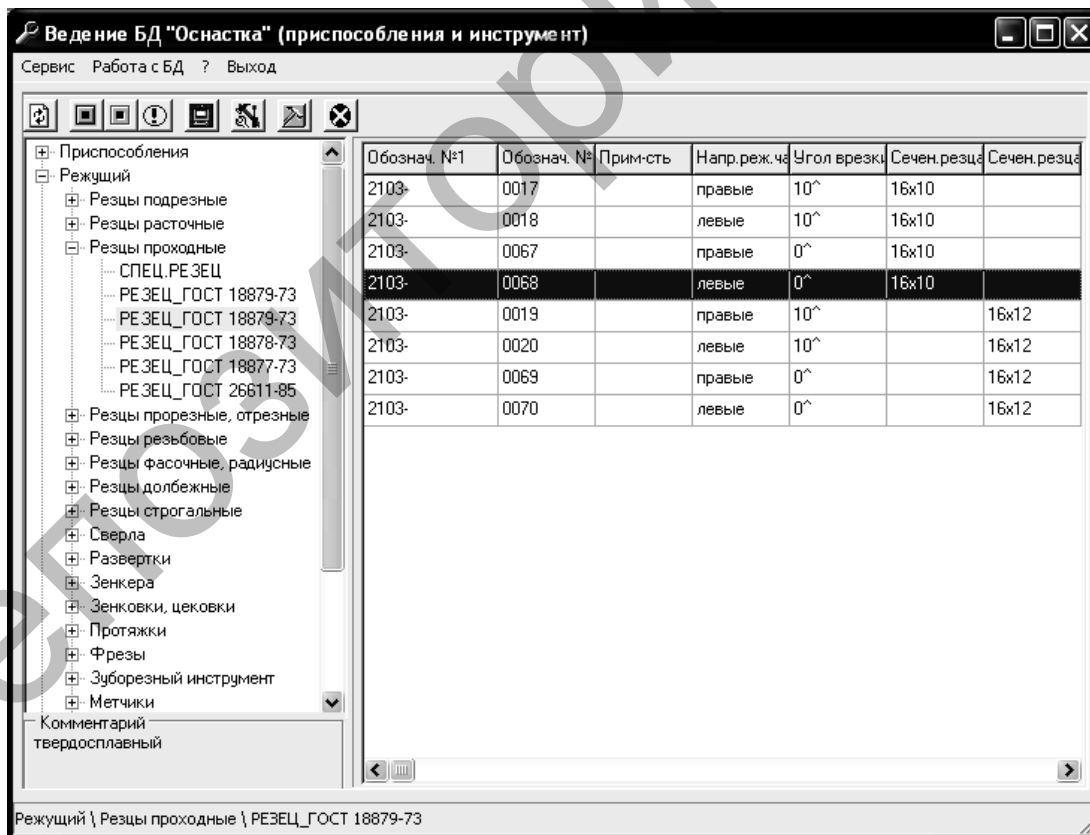 Ведение БД "Оснастка" (приспособления и инструмент)
Сервис Работа с БД ? Выход
Приспособления
Режущий
Резцы подрезные
Резцы расточные
Резцы проходные
СПЕЦ.РЕЗЕЦ
РЕЗЕЦ_ГОСТ 18879-73
РЕЗЕЦ_ГОСТ 18879-73
РЕЗЕЦ_ГОСТ 18878-73
РЕЗЕЦ_ГОСТ 18877-73
РЕЗЕЦ_ГОСТ 26611-85
Резцы прорезные, отрезные
Резцы резьбовые
Резцы фасочные, радиусные
Резцы долбежные
Резцы строгальные
Сверла
Развертки
Зенкера
Зенковки, цековки
Протяжки
Фрезы
Зуборезный инструмент
Метчики
Комментарий
твердосплавный
Обознач. №1 Обознач. № Прим-сть Напр.реж.ча Угол врезки Сечен.резца Сечен.резца
2103- 0017 правые 10^ 16x10
2103- 0018 левые 10^ 16x10
2103- 0067 правые 0^ 16x10
2103- 0068 левые 0^ 16x10
2103- 0019 правые 10^ 16x12
2103- 0020 левые 10^ 16x12
2103- 0069 правые 0^ 16x12
2103- 0070 левые 0^ 16x12
Режущий \ Резцы проходные \ РЕЗЕЦ_ГОСТ 18879-73